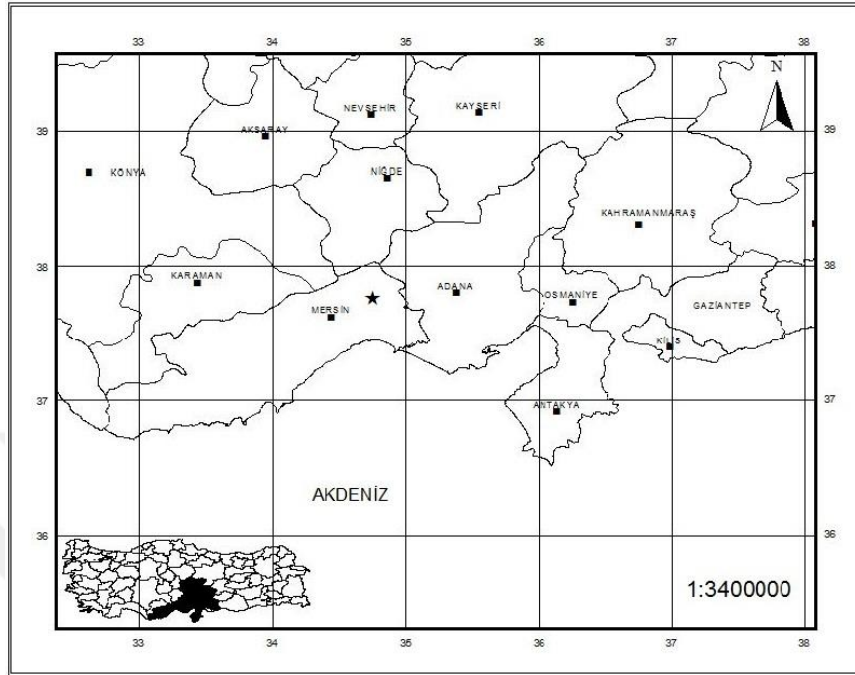 33 34 35 36 37 38
N
NEVŞEHİR
KAYSERİ
39
AKSARAY
39
KONYA
NİĞDE
KAHRAMANMARAŞ
38
38
KARAMAN
ADANA
OSMANİYE
MERSİN
GAZİANTEP
KİLİS
37
37
ANTAKYA
AKDENİZ
36
36
1:3400000
33 34 35 36 37 38